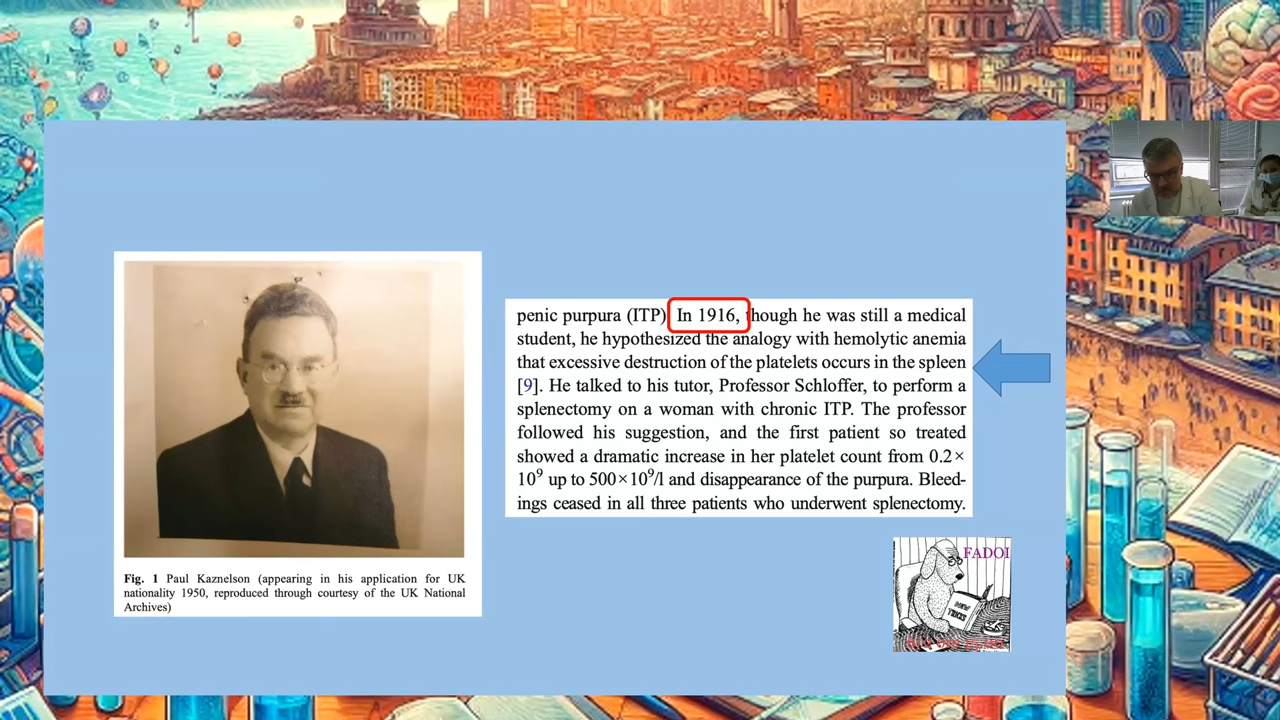 penic purpura (ITP) In 1916, though he was still a medical
student, he hypothesized the analogy with hemolytic anemia
that excessive destruction of the platelets occurs in the spleen
[9]. He talked to his tutor, Professor Schloffer, to perform a
splenectomy on a woman with chronic ITP. The professor
followed his suggestion, and the first patient so treated
showed a dramatic increase in her platelet count from 0.2×
10⁹ up to 500×10⁹/l and disappearance of the purpura. Bleed-
ings ceased in all three patients who underwent splenectomy.
Fig. 1 Paul Kaznelson (appearing in his application for UK
nationality 1950, reproduced through courtesy of the UK National
Archives)
FADOI